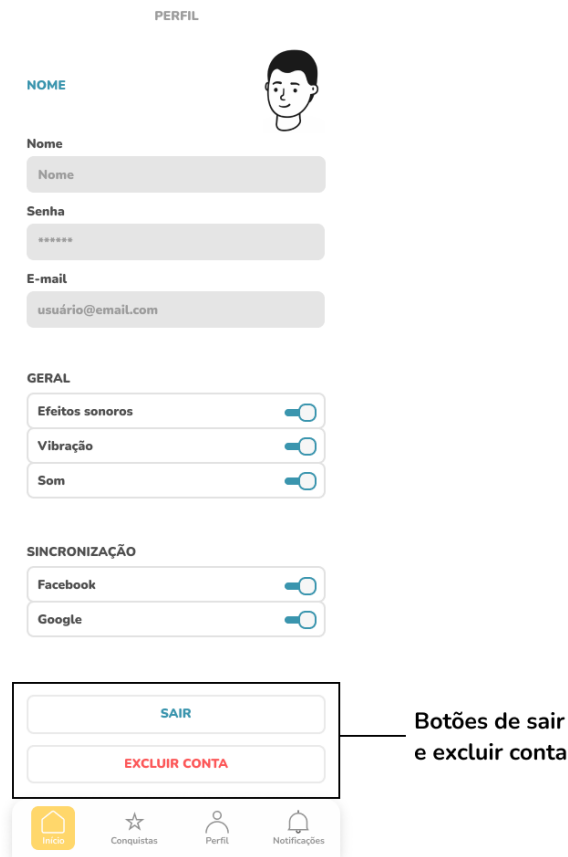 PERFIL
NOME
Nome
Nome
Senha
******
E-mail
usuário@email.com
GERAL
Efeitos sonoros
Vibração
Som
SINCRONIZAÇÃO
Facebook
Google
SAIR
EXCLUIR CONTA
Botões de sair
e excluir conta
Início
Conquistas
Perfil
Notificações